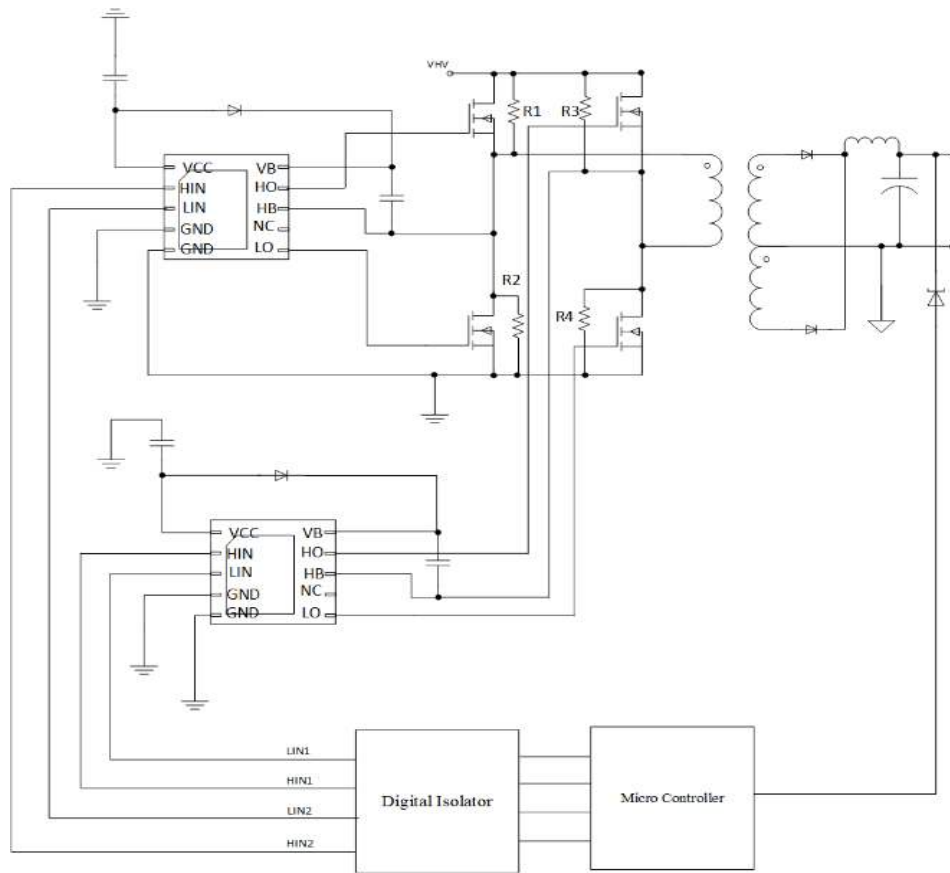 VHV
R1
R3
VCC
VB
HIN
HO
LIN
HB
GND
NC
GND
LO
R2
R4
VCC
VB
HIN
HO
LIN
HB
GND
NC
GND
LO
LIN1
HIN1
LIN2
HIN2
Digital Isolator
Micro Controller